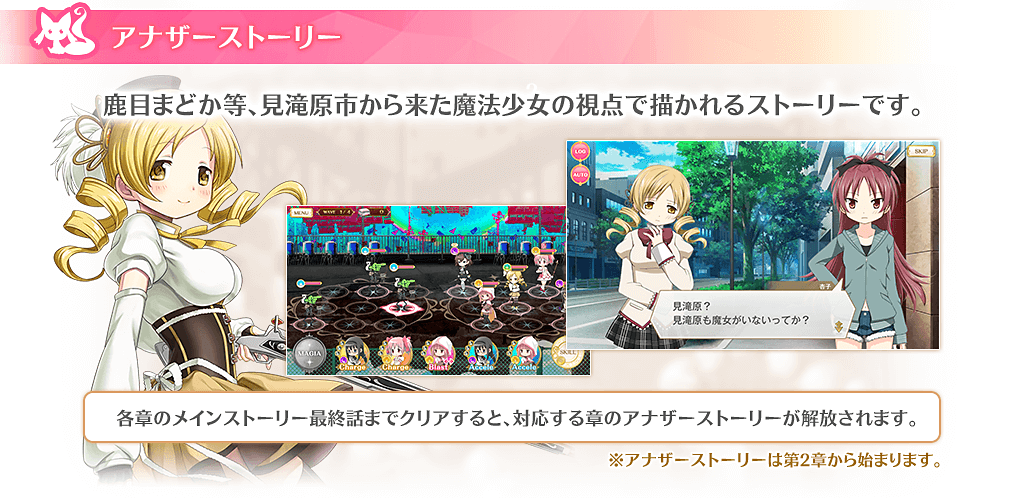 アナザーストーリー
鹿目まどか等、見滝原市から来た魔法少女の視点で描かれるストーリーです。
LOG
AUTO
SKIP
杏子
見滝原？
見滝原も魔女がいないってか？
MENU
WAVE
MAGIA
Charge
Charge
Blast
Accele
Accele
SKILL
各章のメインストーリー最終話までクリアすると、対応する章のアナザーストーリーが解放されます。
※アナザーストーリーは第2章から始まります。